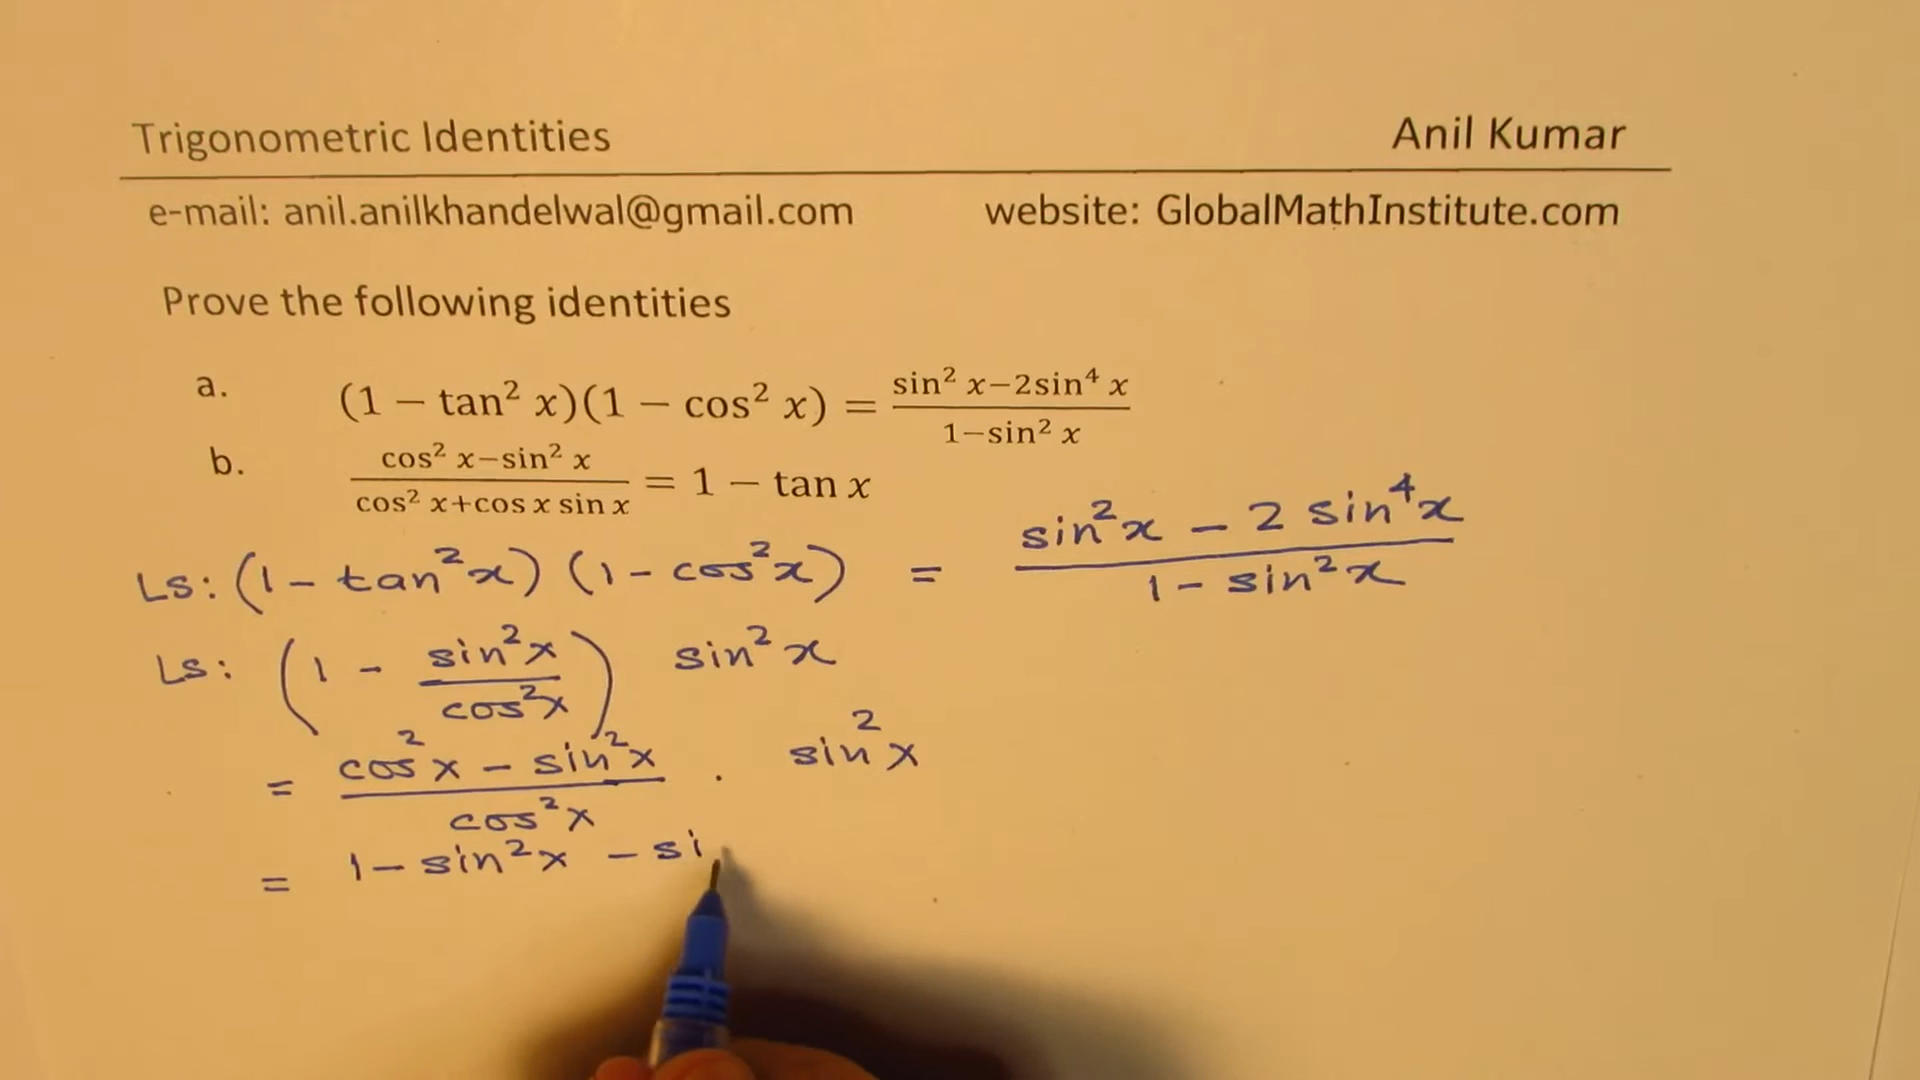 Trigonometric Identities Anil Kumar
e-mail: anil.anilkhandelwal@gmail.com website: GlobalMathInstitute.com
Prove the following identities
a. (1 − tan² x)(1 − cos² x) = (sin² x−2sin⁴ x)/(1−sin² x)
b. (cos² x−sin² x)/(cos² x+cos x sin x) = 1 − tan x
Ls: (1 - tan²x) (1 - cos²x) = (sin²x - 2 sin⁴x)/(1 - sin²x)
Ls: (1 - sin²x/cos²x) sin²x
= (cos²x - sin²x)/cos²x . sin²x
= 1 - sin²x - si